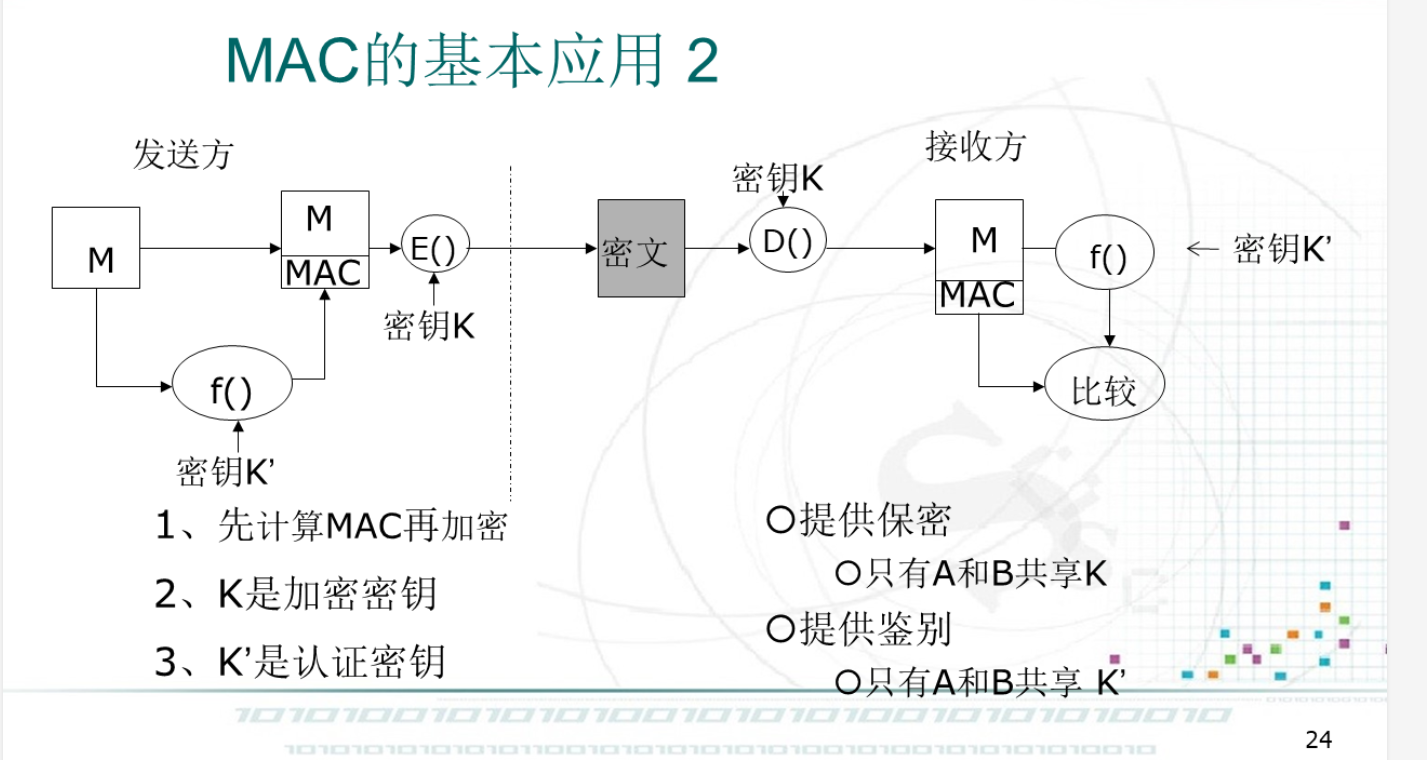 MAC的基本应用 2
发送方
接收方
M
M
MAC
E()
密钥K
f()
密钥K’
密文
密钥K
D()
M
MAC
f()
密钥K’
比较
1、先计算MAC再加密
2、K是加密密钥
3、K’是认证密钥
提供保密
只有A和B共享K
提供鉴别
只有A和B共享 K’
24